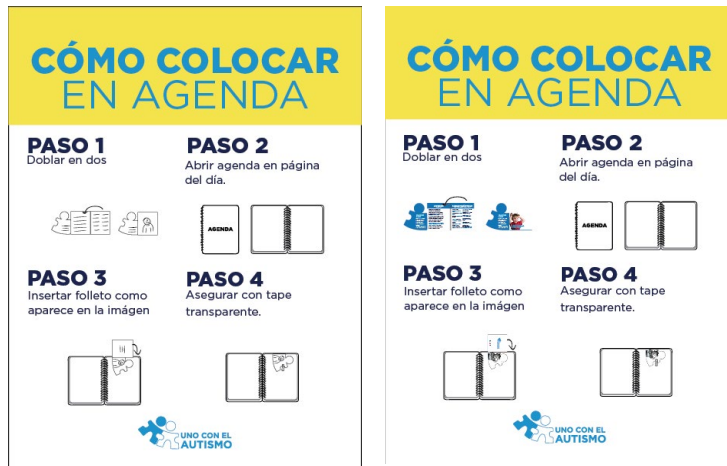 CÓMO COLOCAR
EN AGENDA
PASO 1
Doblar en dos
PASO 2
Abrir agenda en página
del día.
AGENDA
PASO 3
Insertar folleto como
aparece en la imágen
PASO 4
Asegurar con tape
transparente.
UNO CON EL
AUTISMO
CÓMO COLOCAR
EN AGENDA
PASO 1
Doblar en dos
PASO 2
Abrir agenda en página
del día.
AGENDA
PASO 3
Insertar folleto como
aparece en la imágen
PASO 4
Asegurar con tape
transparente.
UNO CON EL
AUTISMO